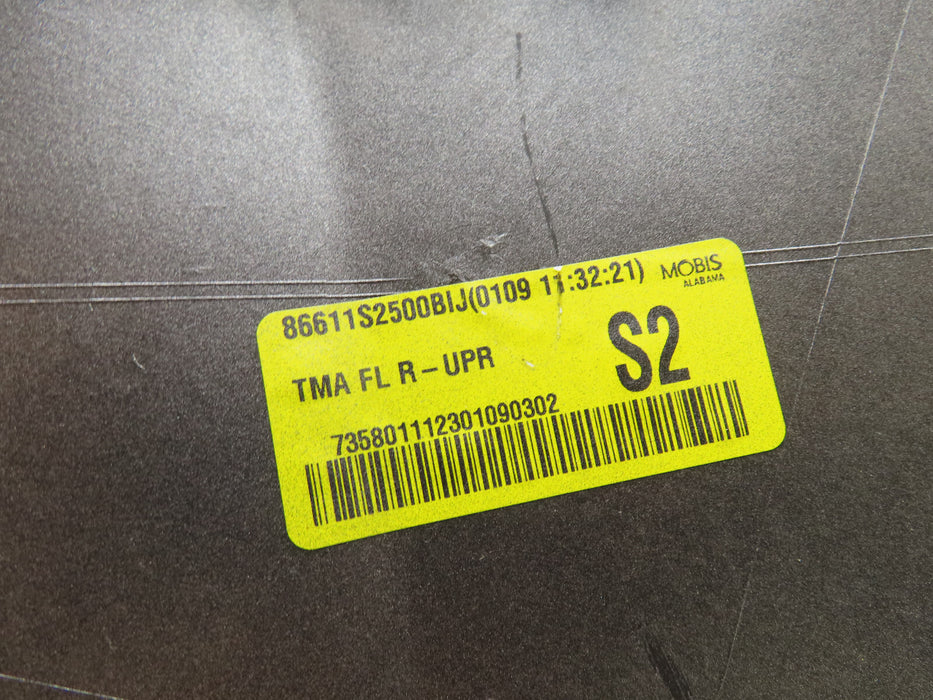 86611S2500BIJ(0109 11:32:21)
MOBIS
ALABAMA
TMA FL R-UPR
S2
735801112301090302